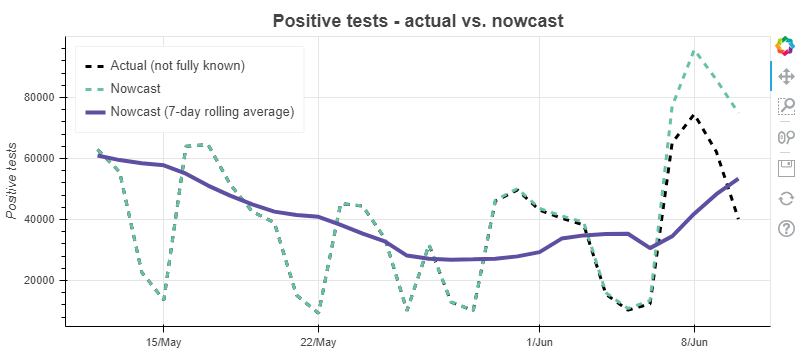 Positive tests - actual vs. nowcast
Actual (not fully known)
Nowcast
Nowcast (7-day rolling average)
Positive tests
80000
60000
40000
20000
15/May
22/May
1/Jun
8/Jun